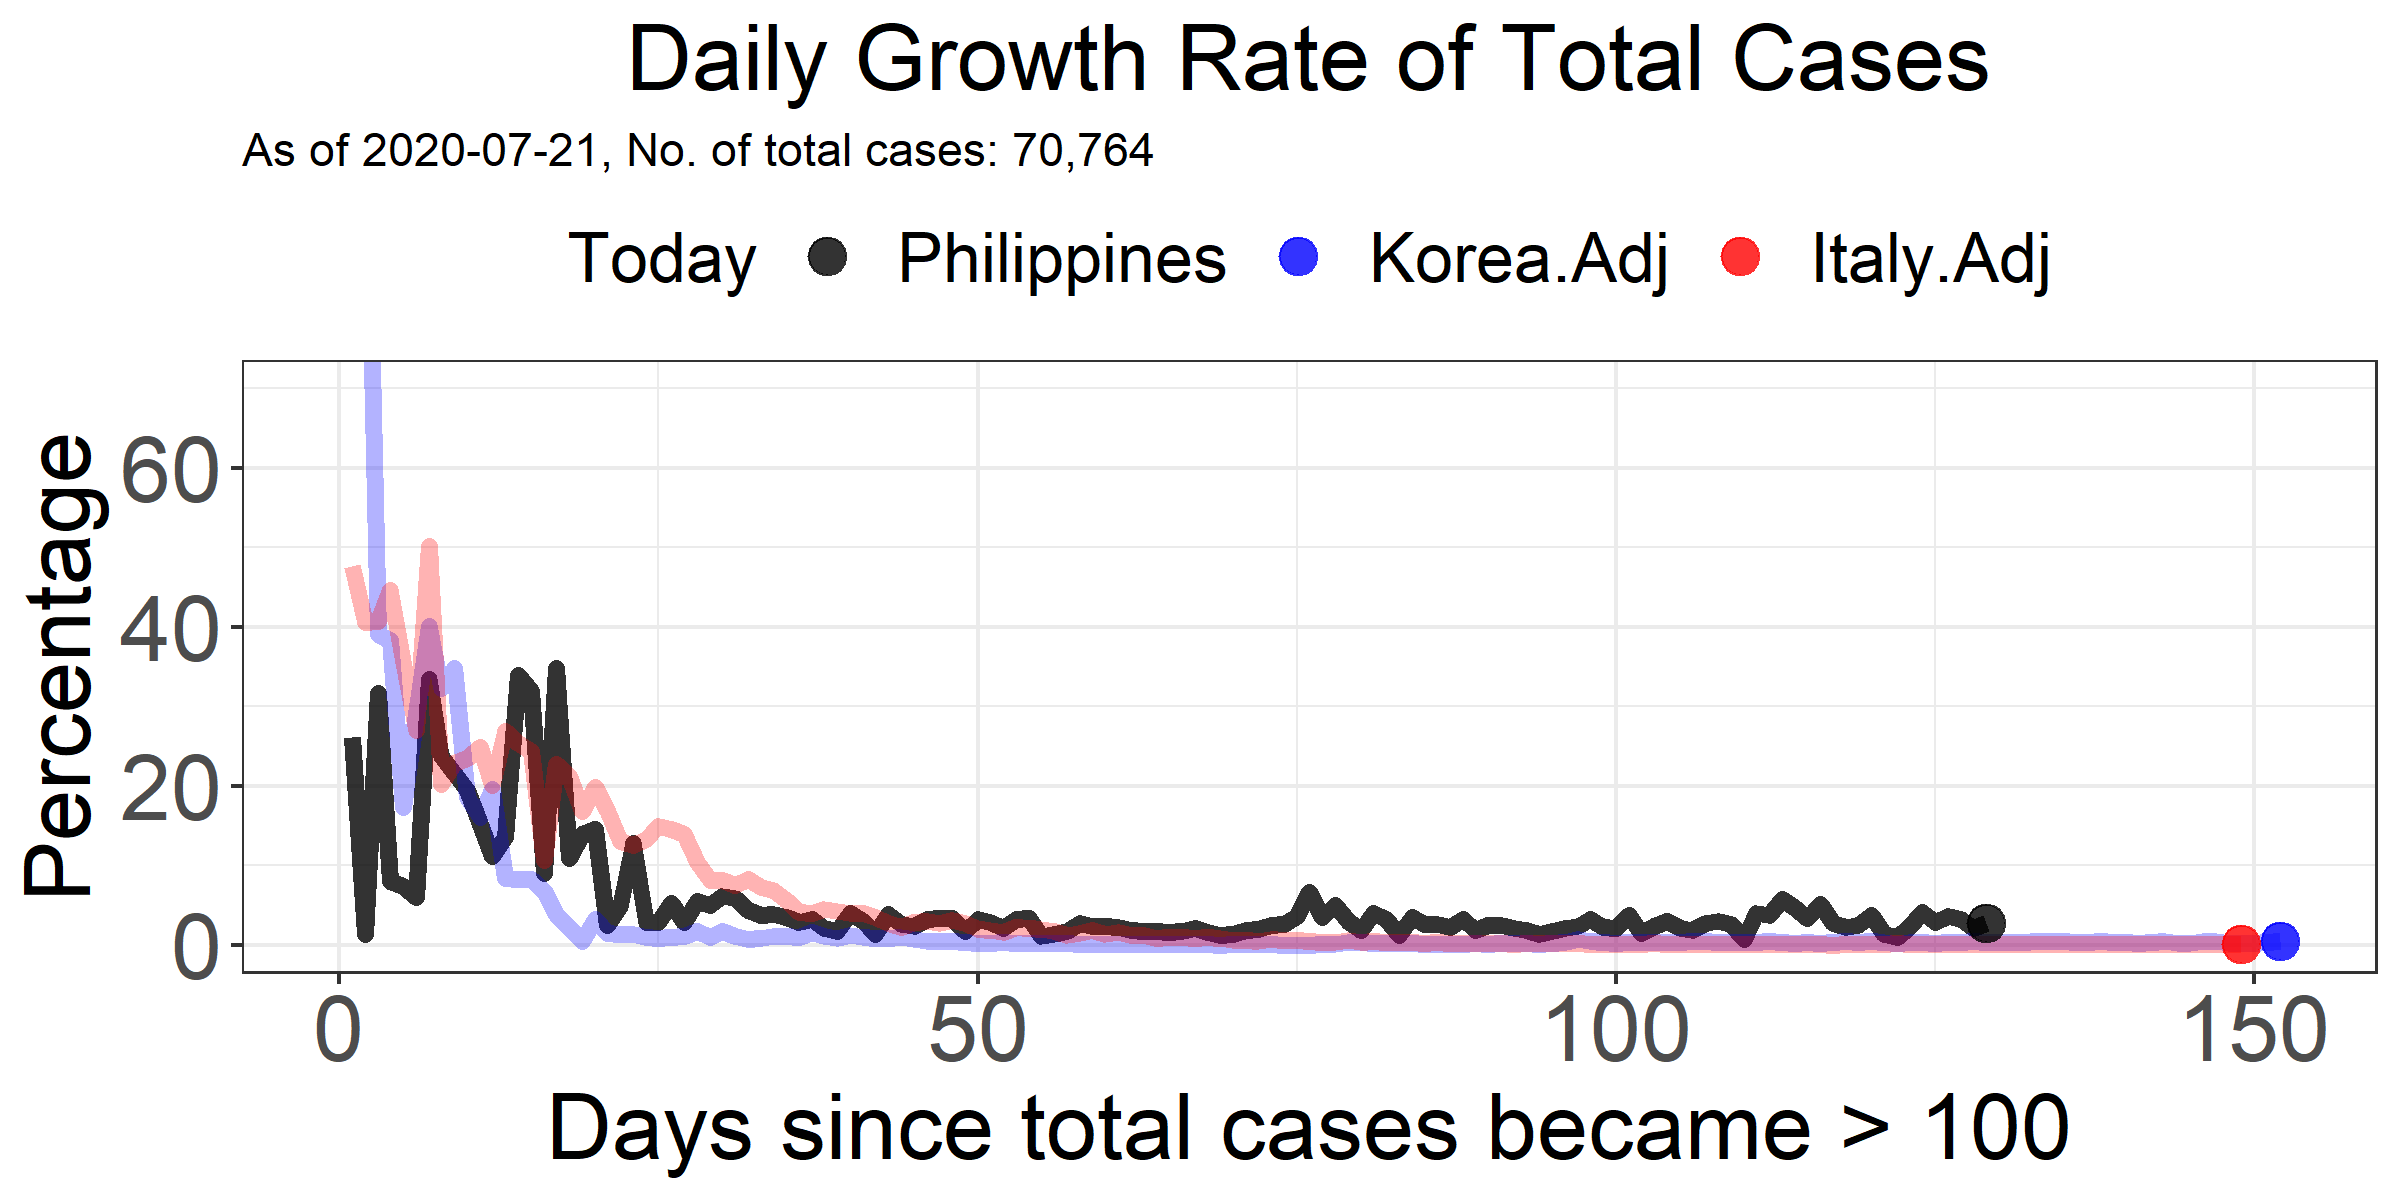 Daily Growth Rate of Total Cases
As of 2020-07-21, No. of total cases: 70,764
Today Philippines Korea.Adj Italy.Adj
Percentage
60
40
20
0
0 50 100 150
Days since total cases became > 100